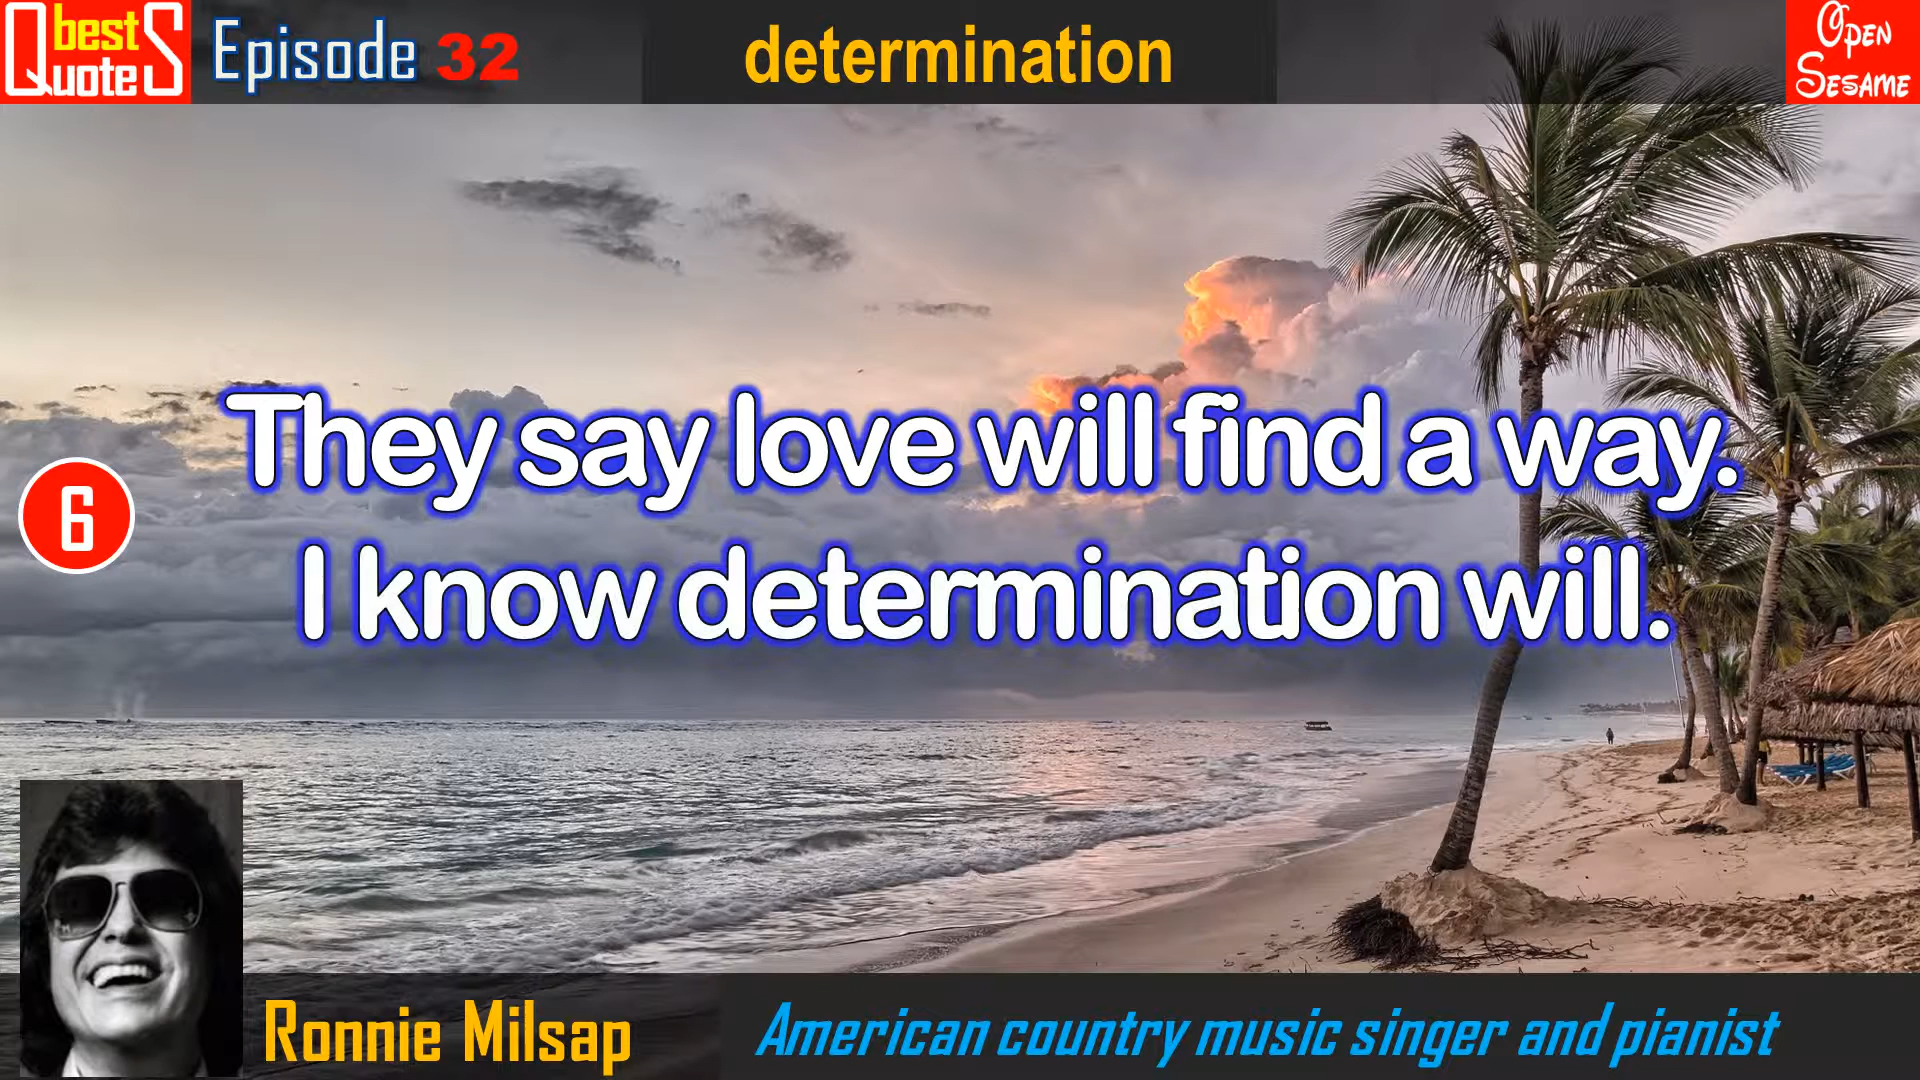 best
QuoteS
Episode 32
determination
OPEN
SESAME
They say love will find a way.
6
I know determination will.
Ronnie Milsap
American country music singer and pianist